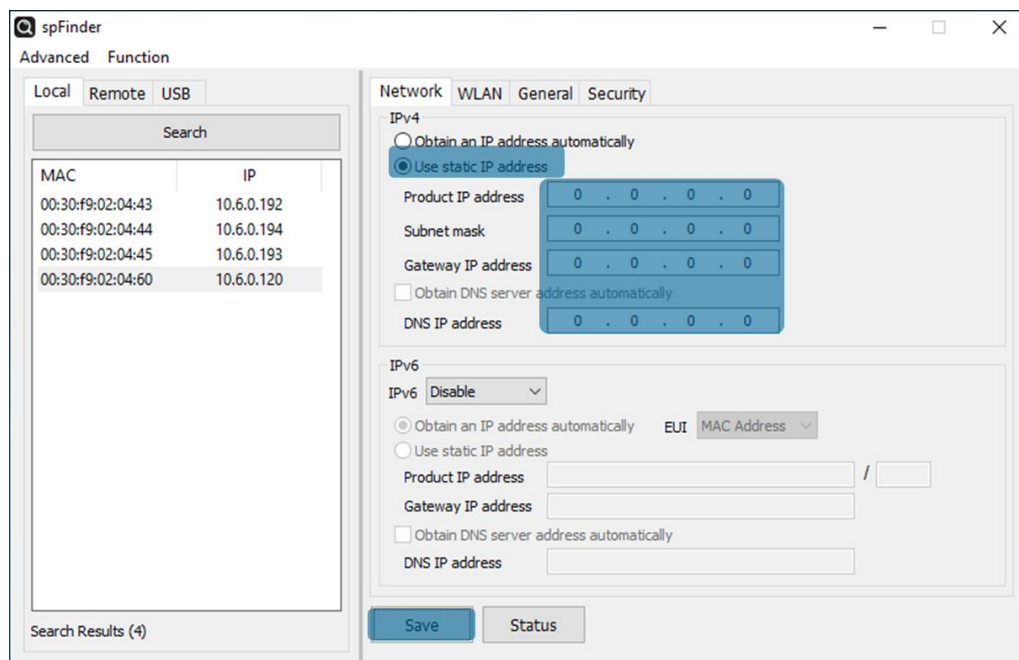 spFinder
Advanced Function
Local Remote USB
Search
MAC IP
00:30:f9:02:04:43 10.6.0.192
00:30:f9:02:04:44 10.6.0.194
00:30:f9:02:04:45 10.6.0.193
00:30:f9:02:04:60 10.6.0.120
Search Results (4)
Network WLAN General Security
IPv4
Obtain an IP address automatically
Use static IP address
Product IP address 0 . 0 . 0 . 0
Subnet mask 0 . 0 . 0 . 0
Gateway IP address 0 . 0 . 0 . 0
Obtain DNS server address automatically
DNS IP address 0 . 0 . 0 . 0
IPv6
IPv6 Disable
Obtain an IP address automatically EUI MAC Address
Use static IP address
Product IP address /
Gateway IP address
Obtain DNS server address automatically
DNS IP address
Save Status